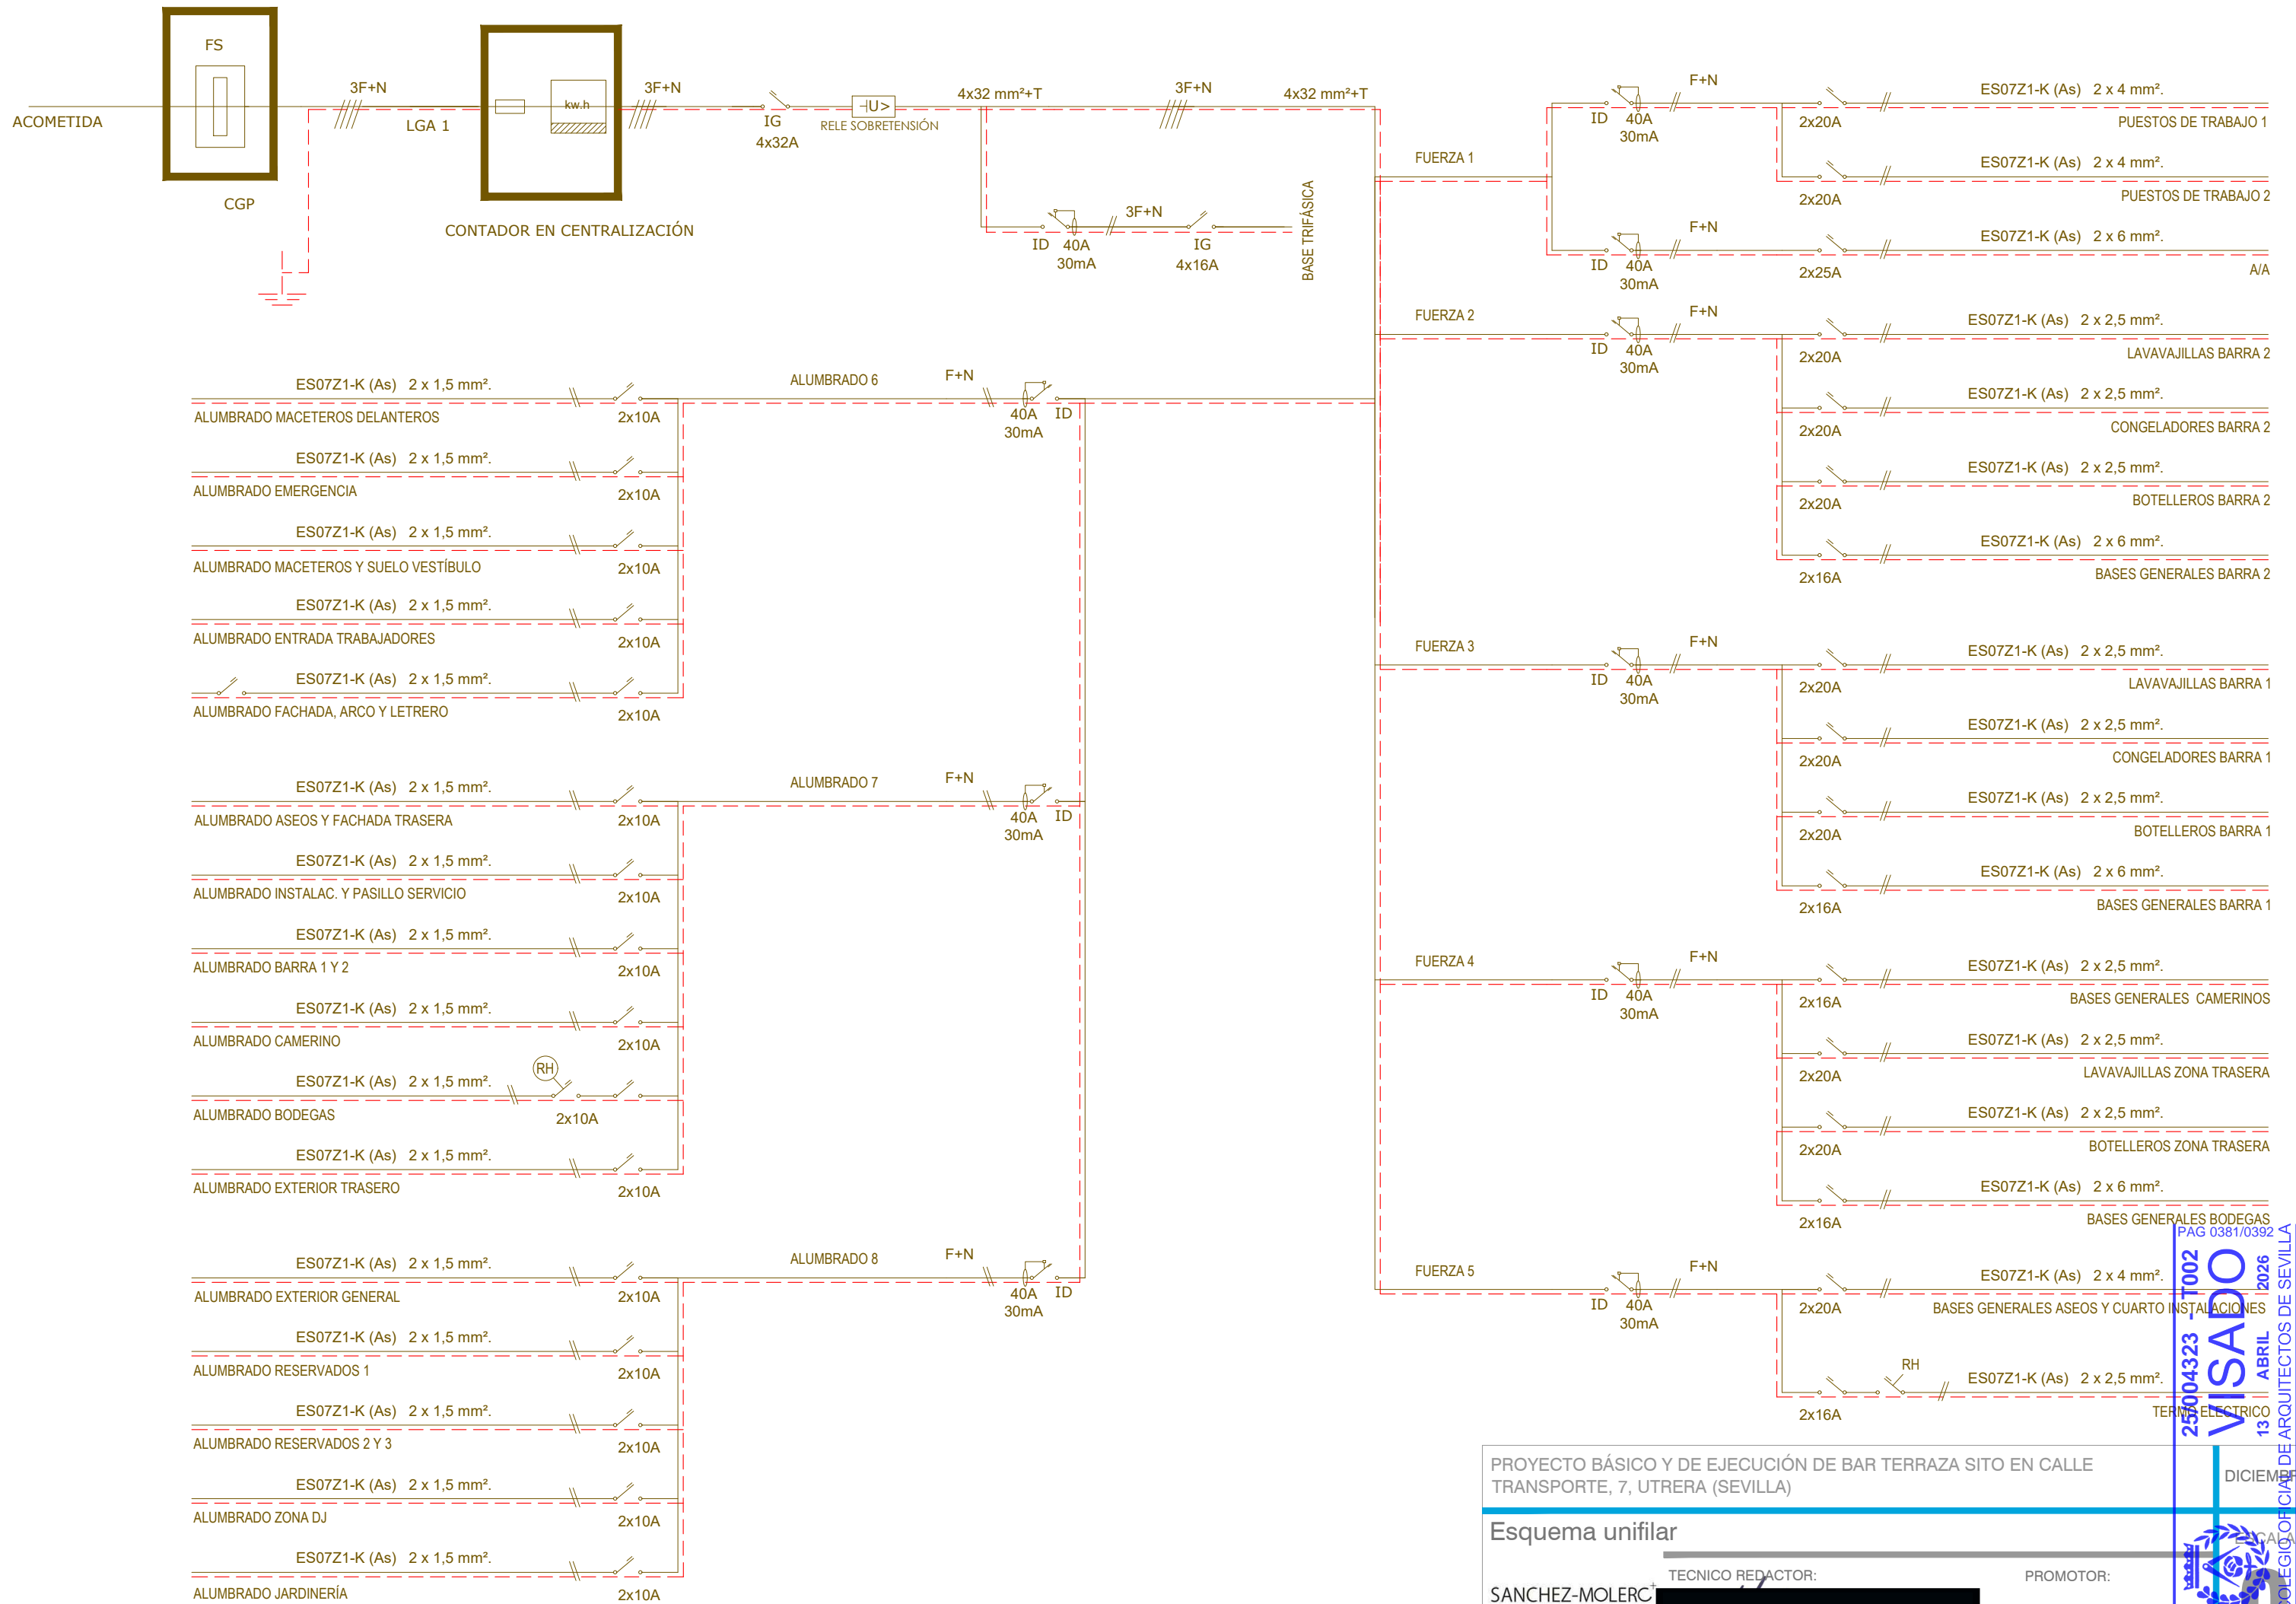 FS
ACOMETIDA
CGP
3F+N
LGA 1
kw.h
CONTADOR EN CENTRALIZACIÓN
3F+N
IG
4x32A
-|U>
RELE SOBRETENSIÓN
4x32 mm²+T
3F+N
4x32 mm²+T
ID
40A
30mA
3F+N
IG
4x16A
BASE TRIFÁSICA
ALUMBRADO 6
F+N
40A
ID
30mA
ES07Z1-K (As) 2 x 1,5 mm².
ALUMBRADO MACETEROS DELANTEROS
2x10A
ES07Z1-K (As) 2 x 1,5 mm².
ALUMBRADO EMERGENCIA
2x10A
ES07Z1-K (As) 2 x 1,5 mm².
ALUMBRADO MACETEROS Y SUELO VESTÍBULO
2x10A
ES07Z1-K (As) 2 x 1,5 mm².
ALUMBRADO ENTRADA TRABAJADORES
2x10A
ES07Z1-K (As) 2 x 1,5 mm².
ALUMBRADO FACHADA, ARCO Y LETRERO
2x10A
ALUMBRADO 7
F+N
40A
ID
30mA
ES07Z1-K (As) 2 x 1,5 mm².
ALUMBRADO ASEOS Y FACHADA TRASERA
2x10A
ES07Z1-K (As) 2 x 1,5 mm².
ALUMBRADO INSTALAC. Y PASILLO SERVICIO
2x10A
ES07Z1-K (As) 2 x 1,5 mm².
ALUMBRADO BARRA 1 Y 2
2x10A
ES07Z1-K (As) 2 x 1,5 mm².
ALUMBRADO CAMERINO
2x10A
RH
ES07Z1-K (As) 2 x 1,5 mm².
ALUMBRADO BODEGAS
2x10A
ES07Z1-K (As) 2 x 1,5 mm².
ALUMBRADO EXTERIOR TRASERO
2x10A
ALUMBRADO 8
F+N
40A
ID
30mA
ES07Z1-K (As) 2 x 1,5 mm².
ALUMBRADO EXTERIOR GENERAL
2x10A
ES07Z1-K (As) 2 x 1,5 mm².
ALUMBRADO RESERVADOS 1
2x10A
ES07Z1-K (As) 2 x 1,5 mm².
ALUMBRADO RESERVADOS 2 Y 3
2x10A
ES07Z1-K (As) 2 x 1,5 mm².
ALUMBRADO ZONA DJ
2x10A
ES07Z1-K (As) 2 x 1,5 mm².
ALUMBRADO JARDINERÍA
2x10A
FUERZA 1
ID
40A
30mA
F+N
2x20A
ES07Z1-K (As) 2 x 4 mm².
PUESTOS DE TRABAJO 1
2x20A
ES07Z1-K (As) 2 x 4 mm².
PUESTOS DE TRABAJO 2
ID
40A
30mA
F+N
2x25A
ES07Z1-K (As) 2 x 6 mm².
A/A
FUERZA 2
ID
40A
30mA
F+N
2x20A
ES07Z1-K (As) 2 x 2,5 mm².
LAVAVAJILLAS BARRA 2
2x20A
ES07Z1-K (As) 2 x 2,5 mm².
CONGELADORES BARRA 2
2x20A
ES07Z1-K (As) 2 x 2,5 mm².
BOTELLEROS BARRA 2
2x16A
ES07Z1-K (As) 2 x 6 mm².
BASES GENERALES BARRA 2
FUERZA 3
ID
40A
30mA
F+N
2x20A
ES07Z1-K (As) 2 x 2,5 mm².
LAVAVAJILLAS BARRA 1
2x20A
ES07Z1-K (As) 2 x 2,5 mm².
CONGELADORES BARRA 1
2x20A
ES07Z1-K (As) 2 x 2,5 mm².
BOTELLEROS BARRA 1
2x16A
ES07Z1-K (As) 2 x 6 mm².
BASES GENERALES BARRA 1
FUERZA 4
ID
40A
30mA
F+N
2x16A
ES07Z1-K (As) 2 x 2,5 mm².
BASES GENERALES CAMERINOS
2x20A
ES07Z1-K (As) 2 x 2,5 mm².
LAVAVAJILLAS ZONA TRASERA
2x20A
ES07Z1-K (As) 2 x 2,5 mm².
BOTELLEROS ZONA TRASERA
2x16A
ES07Z1-K (As) 2 x 6 mm².
BASES GENERALES BODEGAS
FUERZA 5
ID
40A
30mA
F+N
2x20A
ES07Z1-K (As) 2 x 4 mm².
BASES GENERALES ASEOS Y CUARTO INSTALACIONES
2x16A
RH
ES07Z1-K (As) 2 x 2,5 mm².
TERMO ELECTRICO
PAG 0381/0392
25/004323 - T002
VISADO
13 ABRIL 2026
COLEGIO OFICIAL DE ARQUITECTOS DE SEVILLA
PROYECTO BÁSICO Y DE EJECUCIÓN DE BAR TERRAZA SITO EN CALLE
TRANSPORTE, 7, UTRERA (SEVILLA)
Esquema unifilar
TECNICO REDACTOR:
PROMOTOR: